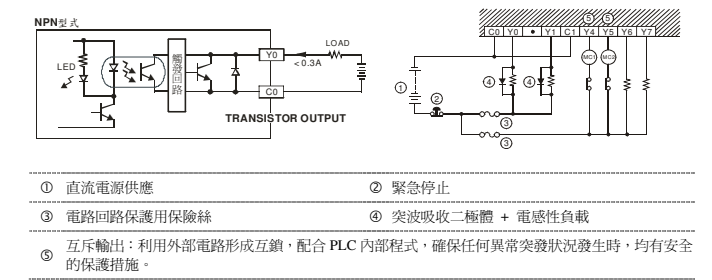 NPN型式
LED
觸發回路
Y0
<0.3A
LOAD
C0
TRANSISTOR OUTPUT
⑤ ⑤
C0 Y0 • Y1 C1 Y4 Y5 Y6 Y7
MC1 MC2
①
④ ④
②
③
③
① 直流電源供應 ② 緊急停止
③ 電路回路保護用保險絲 ④ 突波吸收二極體 + 電感性負載
⑤ 互斥輸出:利用外部電路形成互鎖,配合 PLC 內部程式,確保任何異常突發狀況發生時,均有安全
的保護措施。